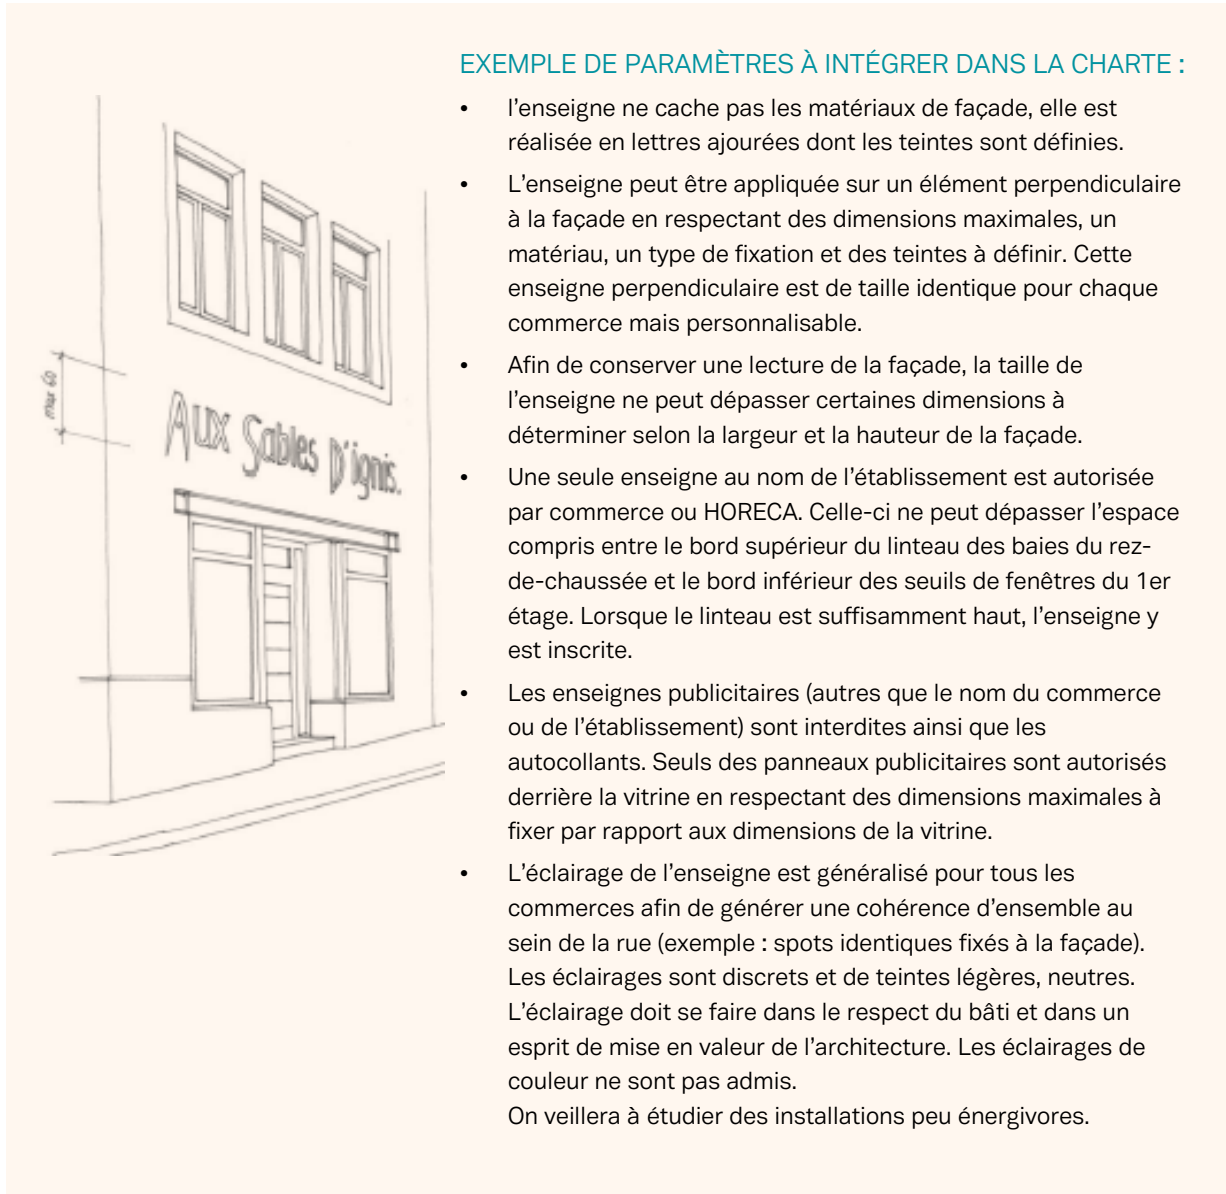 EXEMPLE DE PARAMÈTRES À INTÉGRER DANS LA CHARTE :
• l’enseigne ne cache pas les matériaux de façade, elle est
réalisée en lettres ajourées dont les teintes sont définies.
• L’enseigne peut être appliquée sur un élément perpendiculaire
à la façade en respectant des dimensions maximales, un
matériau, un type de fixation et des teintes à définir. Cette
enseigne perpendiculaire est de taille identique pour chaque
commerce mais personnalisable.
• Afin de conserver une lecture de la façade, la taille de
l’enseigne ne peut dépasser certaines dimensions à
déterminer selon la largeur et la hauteur de la façade.
• Une seule enseigne au nom de l’établissement est autorisée
par commerce ou HORECA. Celle-ci ne peut dépasser l’espace
compris entre le bord supérieur du linteau des baies du rez-
de-chaussée et le bord inférieur des seuils de fenêtres du 1er
étage. Lorsque le linteau est suffisamment haut, l’enseigne y
est inscrite.
• Les enseignes publicitaires (autres que le nom du commerce
ou de l’établissement) sont interdites ainsi que les
autocollants. Seuls des panneaux publicitaires sont autorisés
derrière la vitrine en respectant des dimensions maximales à
fixer par rapport aux dimensions de la vitrine.
• L’éclairage de l’enseigne est généralisé pour tous les
commerces afin de générer une cohérence d’ensemble au
sein de la rue (exemple : spots identiques fixés à la façade).
Les éclairages sont discrets et de teintes légères, neutres.
L’éclairage doit se faire dans le respect du bâti et dans un
esprit de mise en valeur de l’architecture. Les éclairages de
couleur ne sont pas admis.
On veillera à étudier des installations peu énergivores.
max 60
Aux Sables D'ignis.